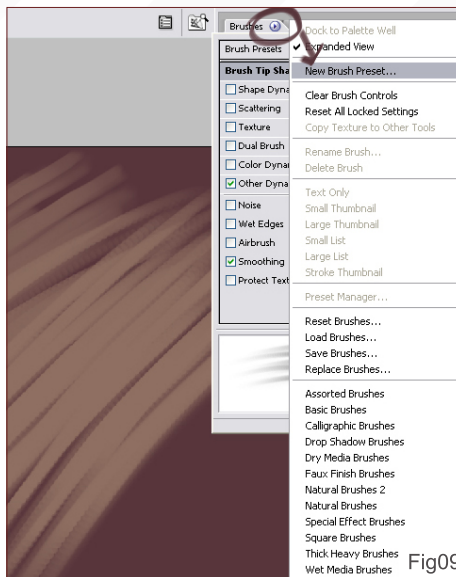 Brushes
Brush Presets
Brush Tip Sha
Shape Dyna
Scattering
Texture
Dual Brush
Color Dynar
Other Dyna
Noise
Wet Edges
Airbrush
Smoothing
Protect Text
Dock to Palette Well
Expanded View
New Brush Preset...
Clear Brush Controls
Reset All Locked Settings
Copy Texture to Other Tools
Rename Brush...
Delete Brush
Text Only
Small Thumbnail
Large Thumbnail
Small List
Large List
Stroke Thumbnail
Preset Manager...
Reset Brushes...
Load Brushes...
Save Brushes...
Replace Brushes...
Assorted Brushes
Basic Brushes
Calligraphic Brushes
Drop Shadow Brushes
Dry Media Brushes
Faux Finish Brushes
Natural Brushes 2
Natural Brushes
Special Effect Brushes
Square Brushes
Thick Heavy Brushes
Wet Media Brushes
Fig09